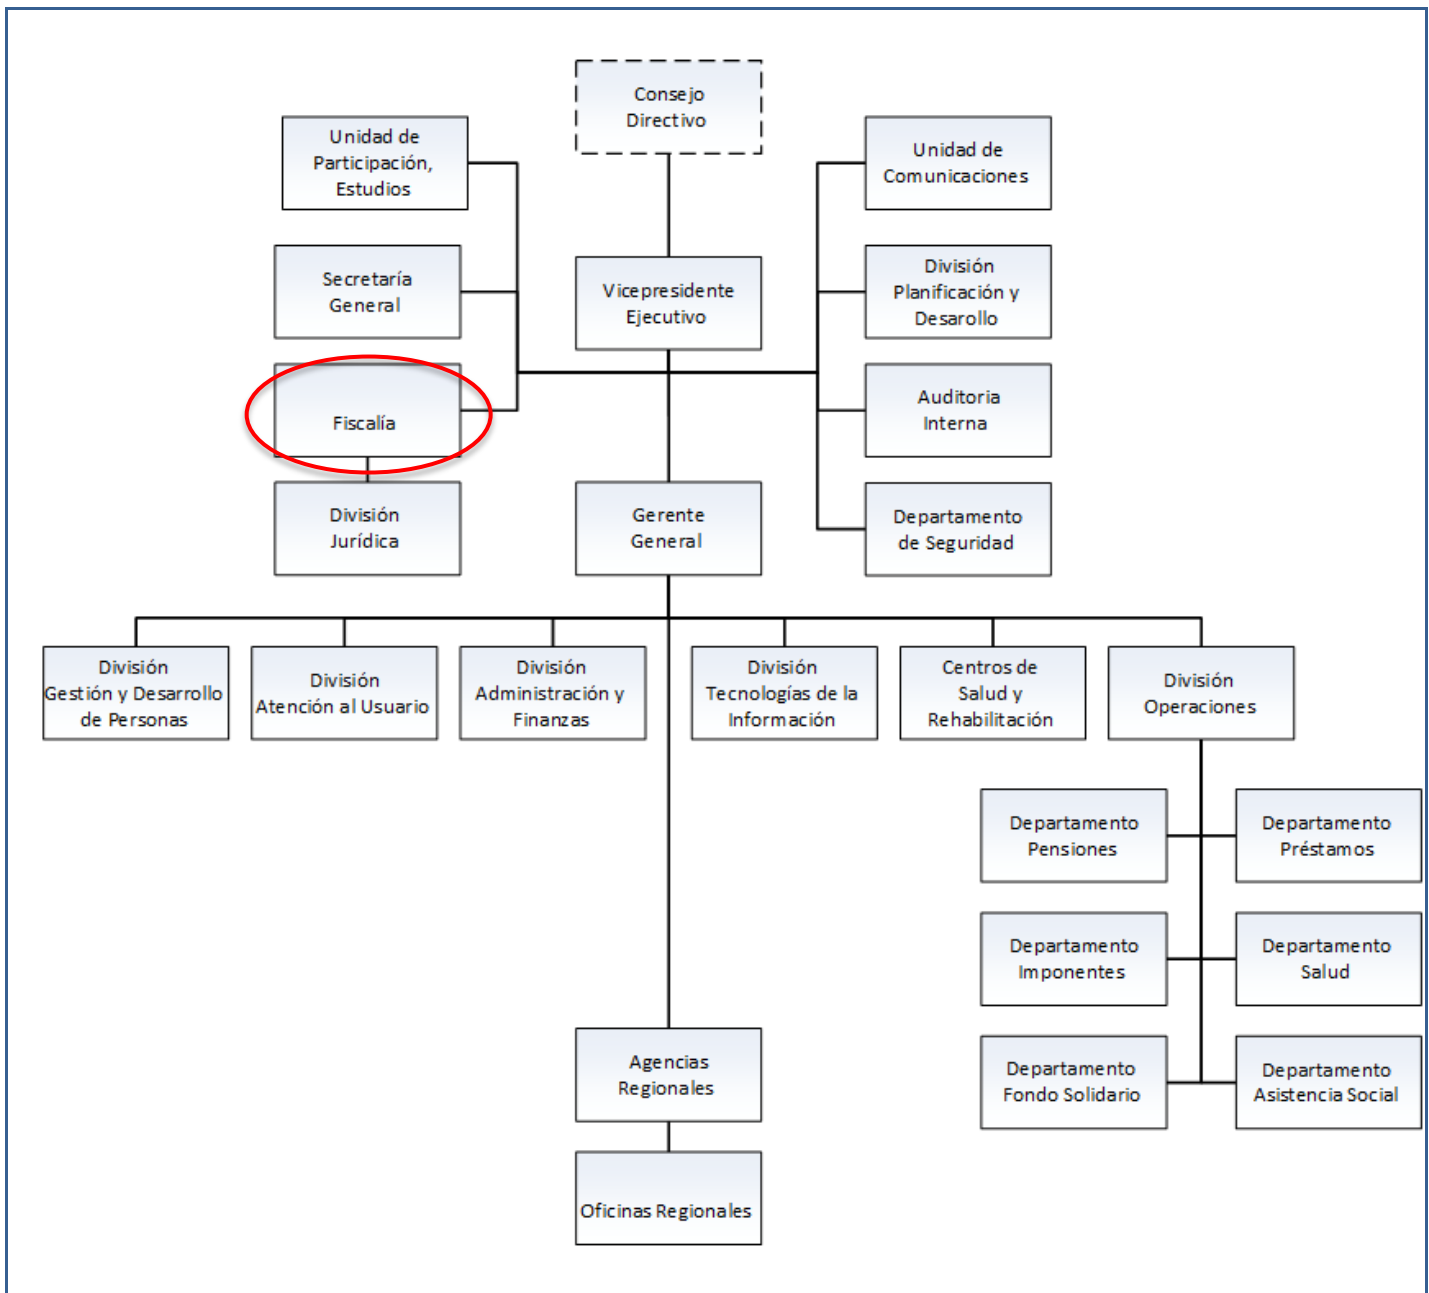 Consejo
Directivo
Unidad de
Participación,
Estudios
Unidad de
Comunicaciones
Secretaría
General
Vicepresidente
Ejecutivo
División
Planificación y
Desarollo
Fiscalía
Auditoria
Interna
División
Jurídica
Gerente
General
Departamento
de Seguridad
División
Gestión y Desarrollo
de Personas
División
Atención al Usuario
División
Administración y
Finanzas
División
Tecnologías de la
Información
Centros de
Salud y
Rehabilitación
División
Operaciones
Departamento
Pensiones
Departamento
Préstamos
Departamento
Imponentes
Departamento
Salud
Agencias
Regionales
Departamento
Fondo Solidario
Departamento
Asistencia Social
Oficinas Regionales